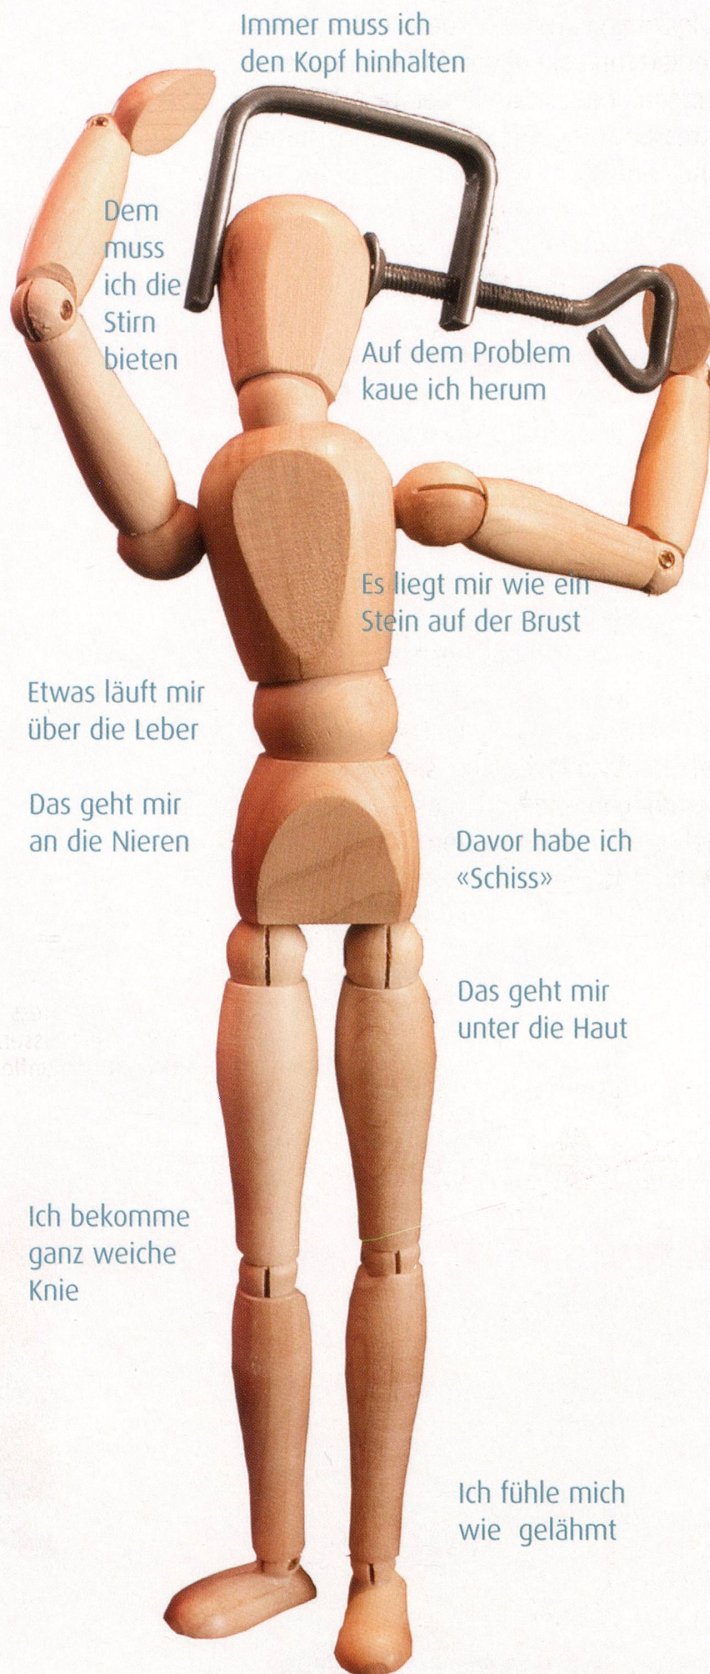 Immer muss ich
den Kopf hinhalten
Dem
muss
ich die
Stirn
bieten
Auf dem Problem
kaue ich herum
Es liegt mir wie ein
Stein auf der Brust
Etwas läuft mir
über die Leber
Das geht mir
an die Nieren
Davor habe ich
«Schiss»
Das geht mir
unter die Haut
Ich bekomme
ganz weiche
Knie
Ich fühle mich
wie gelähmt